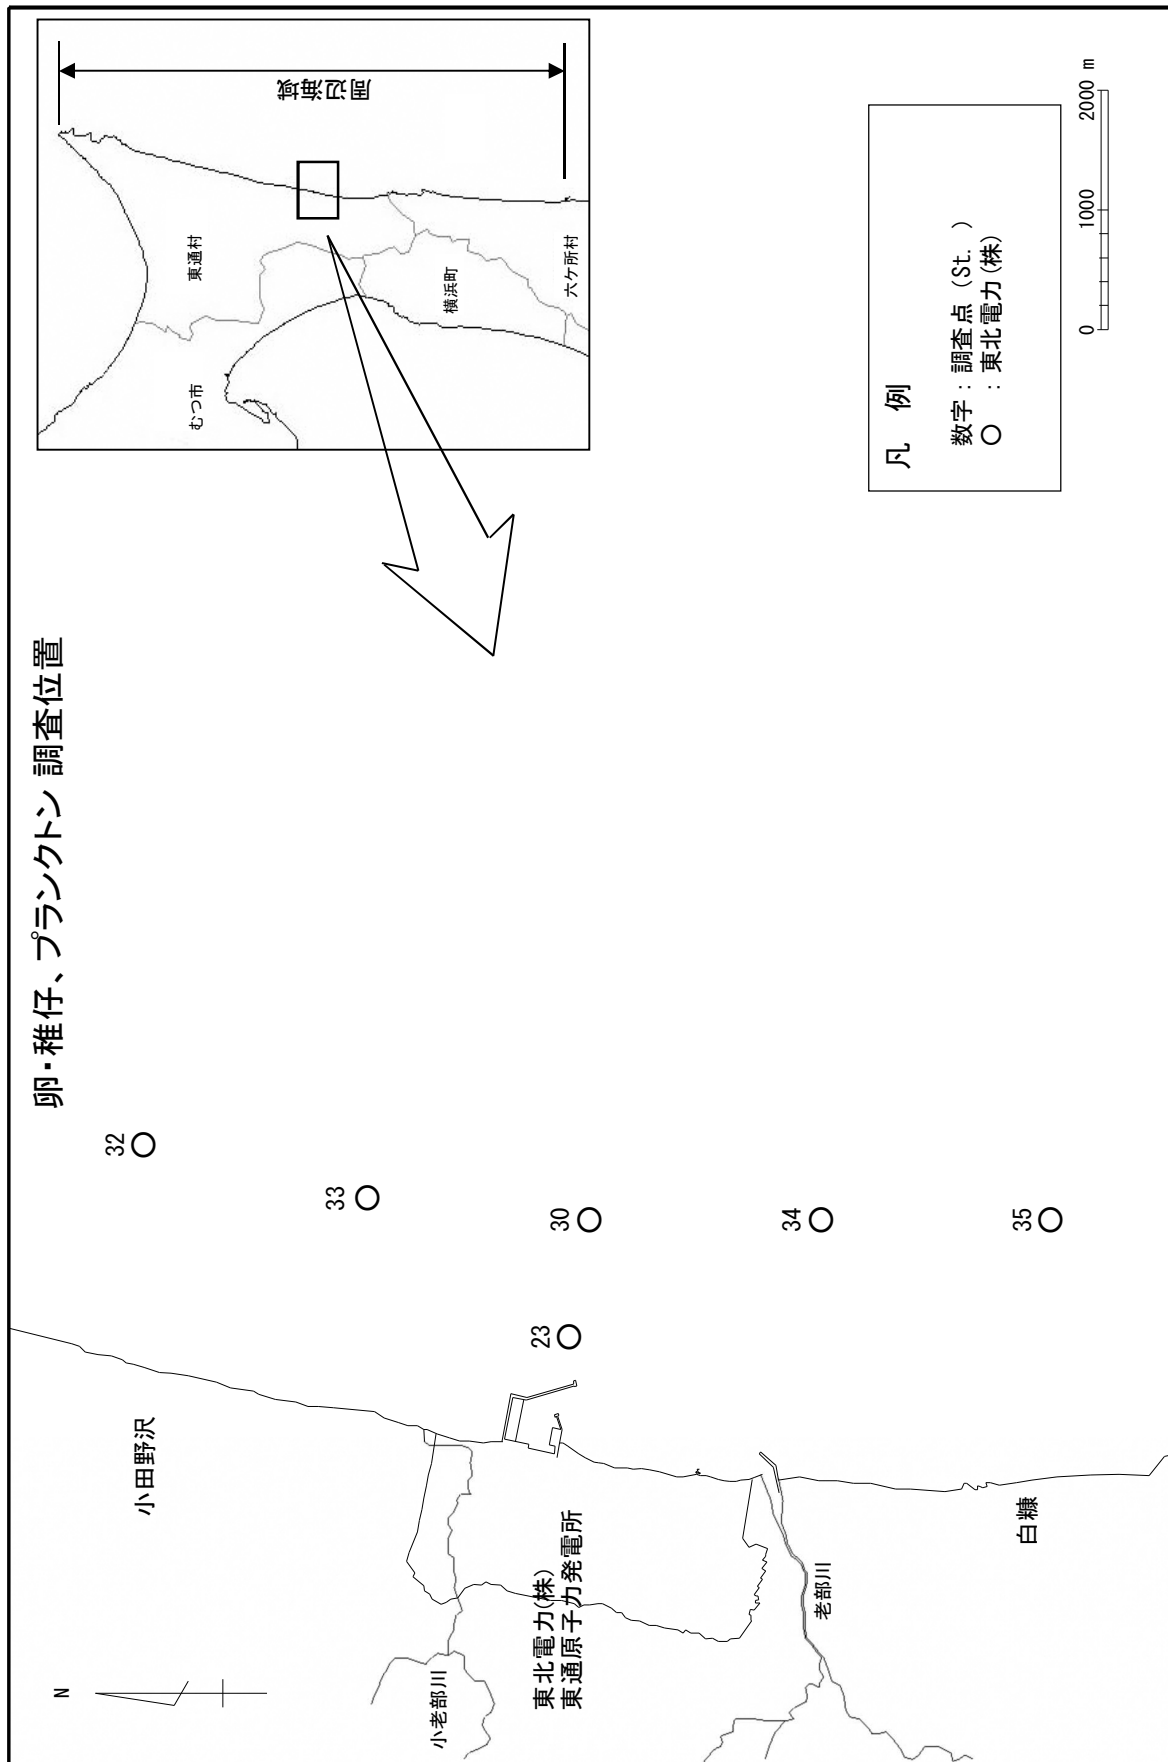 卵・稚仔、プランクトン 調査位置
N
小田野沢
小老部川
東北電力(株)
東通原子力発電所
老部川
白糠
32
33
30
23
34
35
周辺海域
東通村
むつ市
横浜町
六ケ所村
凡 例
数字 : 調査点 (St. )
○ : 東北電力(株)
0 1000 2000 m